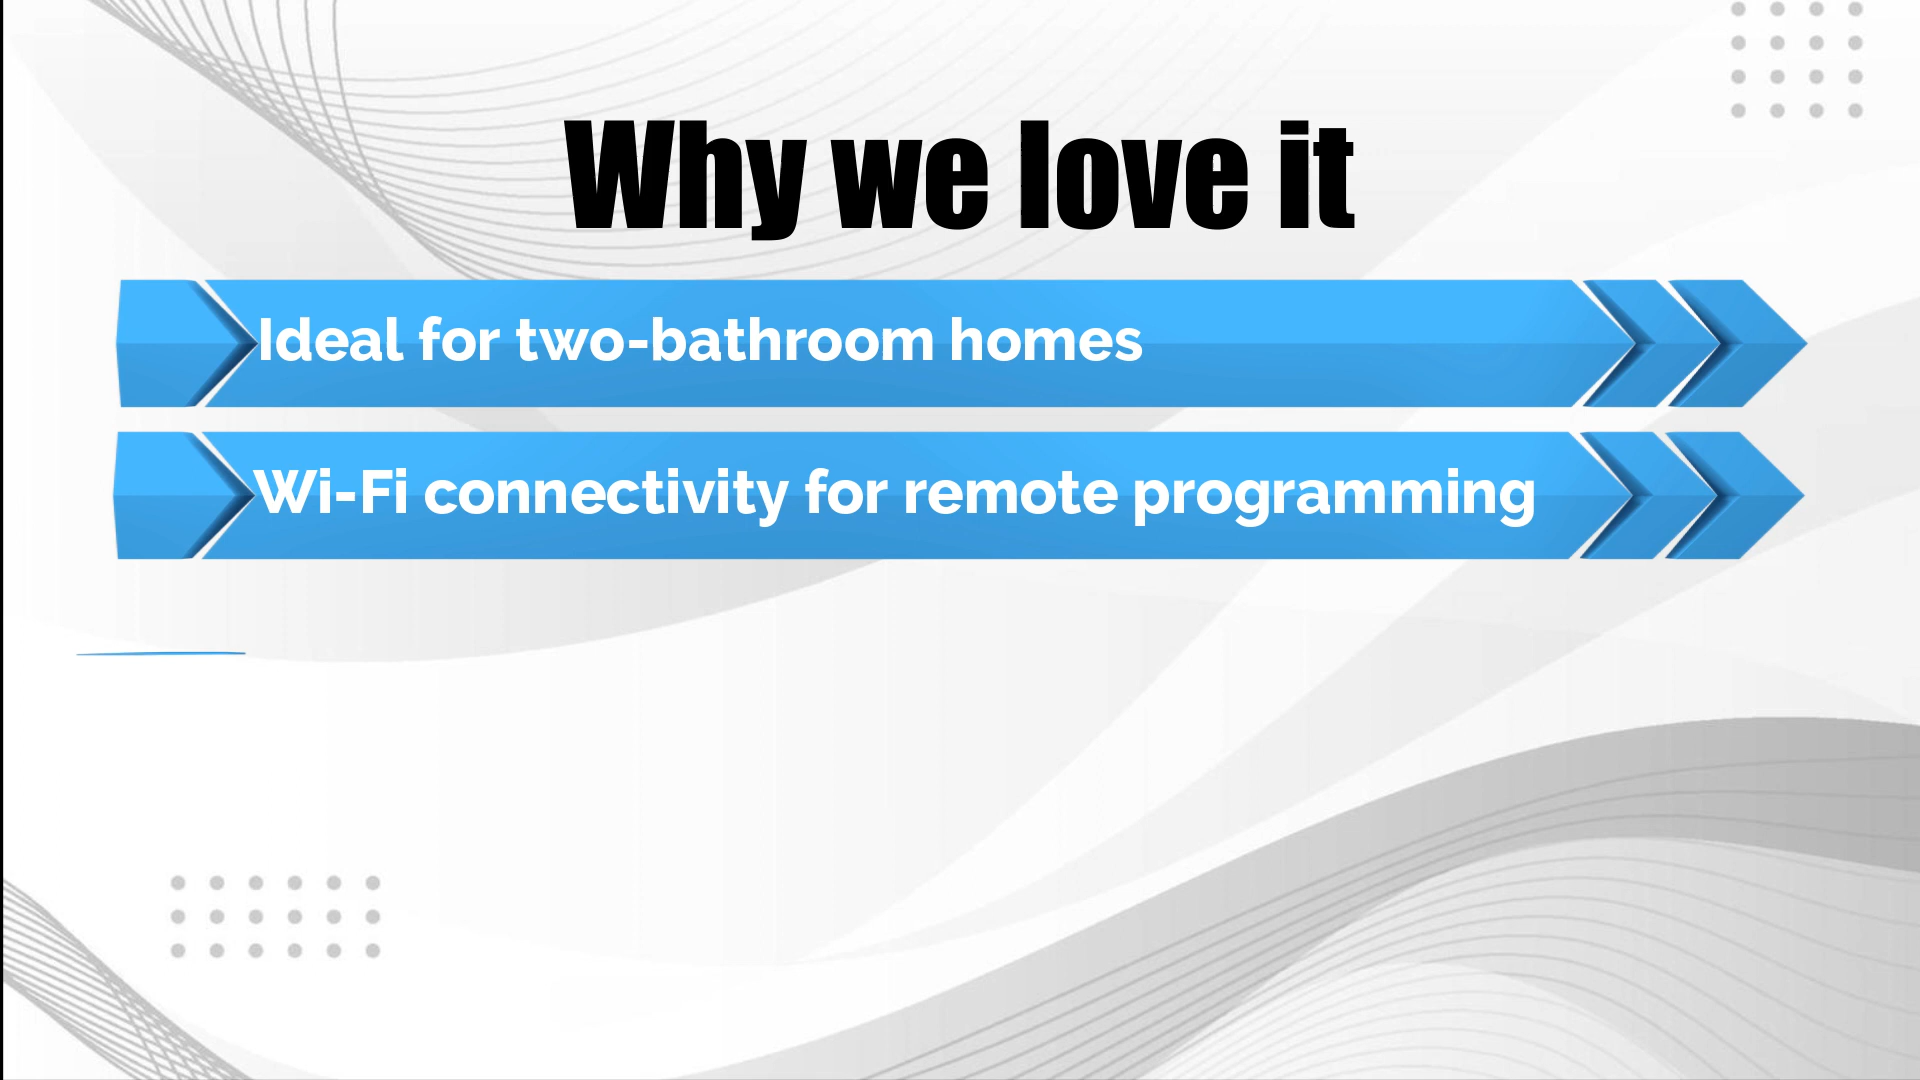 Why we love it
Ideal for two-bathroom homes
Wi-Fi connectivity for remote programming